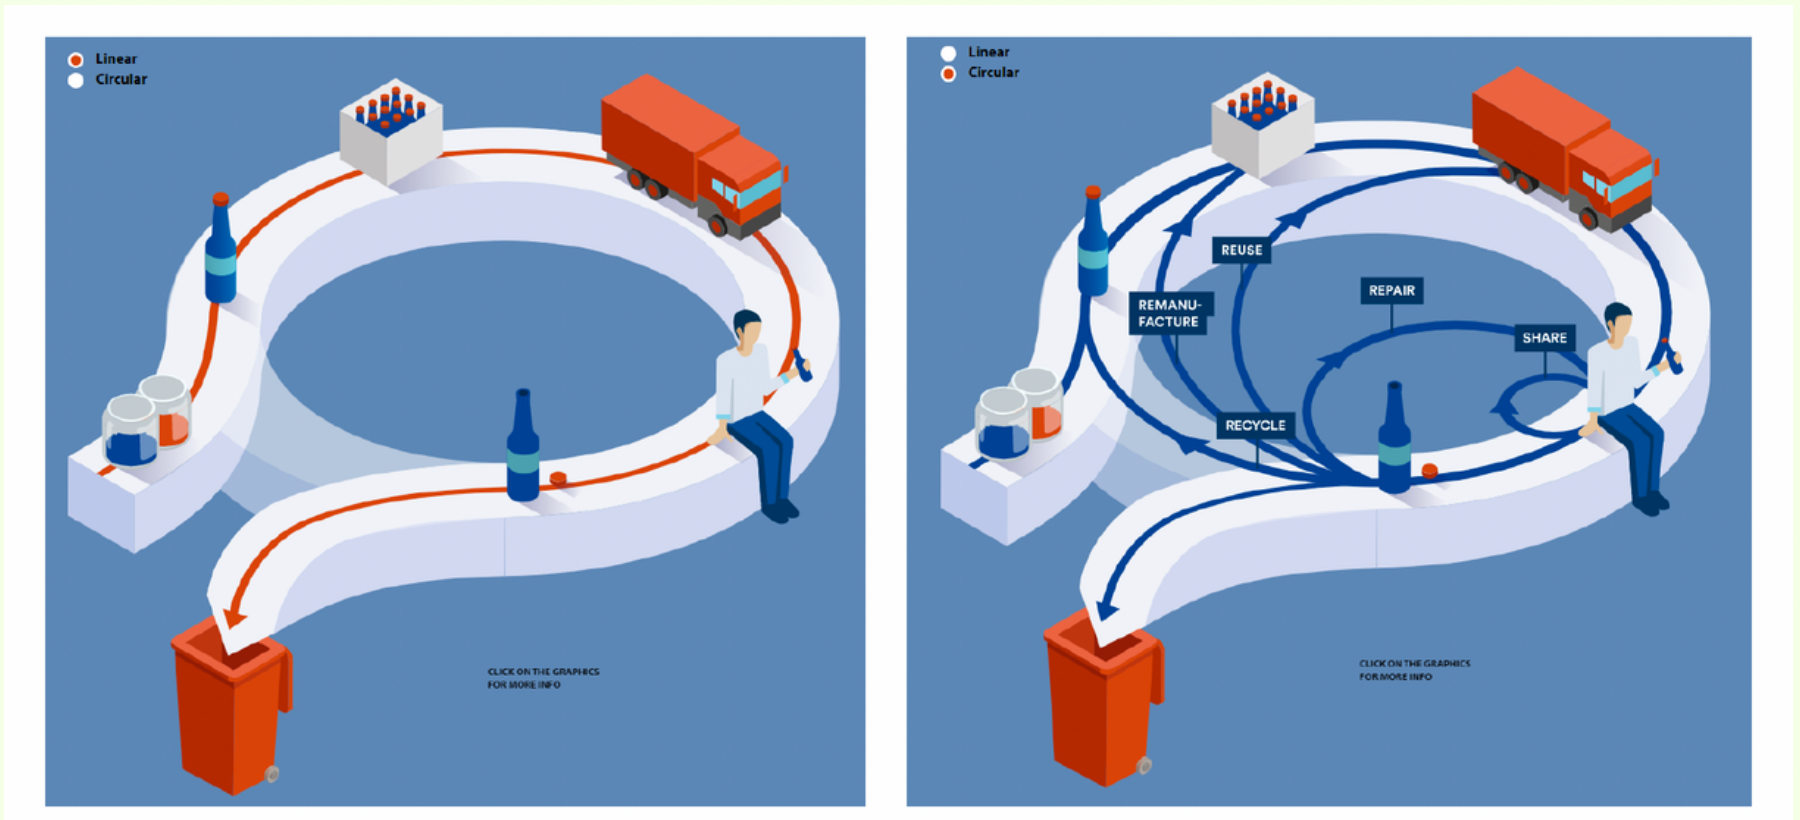 Linear
Circular
CLICK ON THE GRAPHICS
FOR MORE INFO
Linear
Circular
REUSE
REMANU-
FACTURE
REPAIR
SHARE
RECYCLE
CLICK ON THE GRAPHICS
FOR MORE INFO